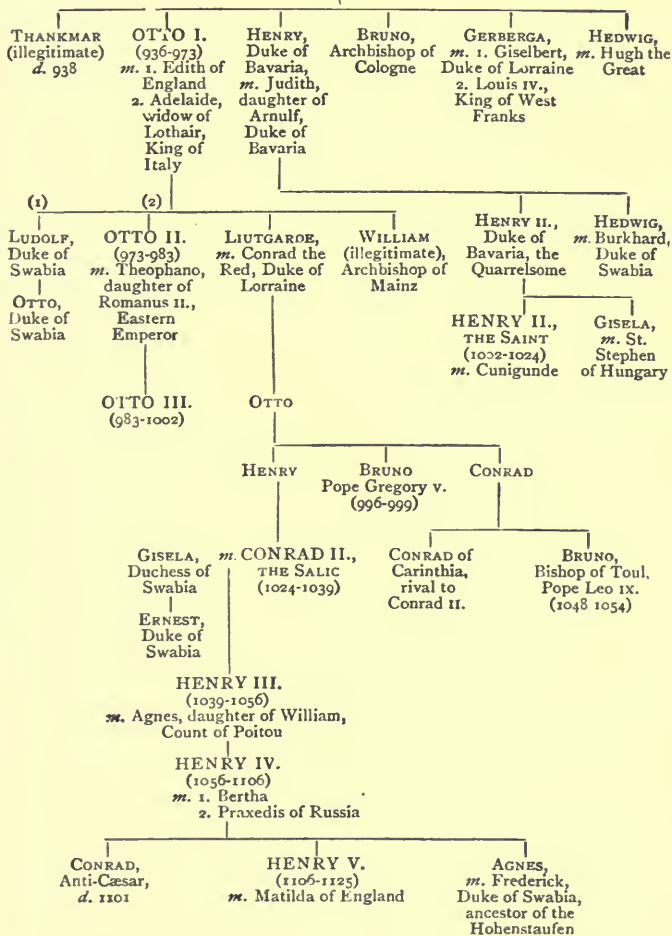 THANKMAR
(illegitimate)
d. 938
OTTO I.
(936-973)
m. 1. Edith of
England
2. Adelaide,
widow of
Lothair,
King of
Italy
HENRY,
Duke of
Bavaria,
m. Judith,
daughter of
Arnulf,
Duke of
Bavaria
BRUNO,
Archbishop of
Cologne
GERBERGA,
m. 1. Giselbert,
Duke of Lorraine
2. Louis IV.,
King of West
Franks
HEDWIG,
m. Hugh the
Great
(1)
(2)
LUDOLF,
Duke of
Swabia
OTTO,
Duke of
Swabia
OTTO II.
(973-983)
m. Theophano,
daughter of
Romanus II.,
Eastern
Emperor
LIUTGARDE,
m. Conrad the
Red, Duke of
Lorraine
WILLIAM
(illegitimate),
Archbishop of
Mainz
HENRY II.,
Duke of
Bavaria, the
Quarrelsome
HEDWIG,
m. Burkhard,
Duke of
Swabia
HENRY II.,
THE SAINT
(1002-1024)
m. Cunigunde
GISELA,
m. St.
Stephen
of Hungary
OTTO III.
(983-1002)
OTTO
HENRY
BRUNO
Pope Gregory V.
(996-999)
CONRAD
GISELA,
Duchess of
Swabia
ERNEST,
Duke of
Swabia
m. CONRAD II.,
THE SALIC
(1024-1039)
CONRAD of
Carinthia,
rival to
Conrad II.
BRUNO,
Bishop of Toul,
Pope Leo IX.
(1048 1054)
HENRY III.
(1039-1056)
m. Agnes, daughter of William,
Count of Poitou
HENRY IV.
(1056-1106)
m. 1. Bertha
2. Praxedis of Russia
CONRAD,
Anti-Cæsar,
d. 1101
HENRY V.
(1106-1125)
m. Matilda of England
AGNES,
m. Frederick,
Duke of Swabia,
ancestor of the
Hohenstaufen